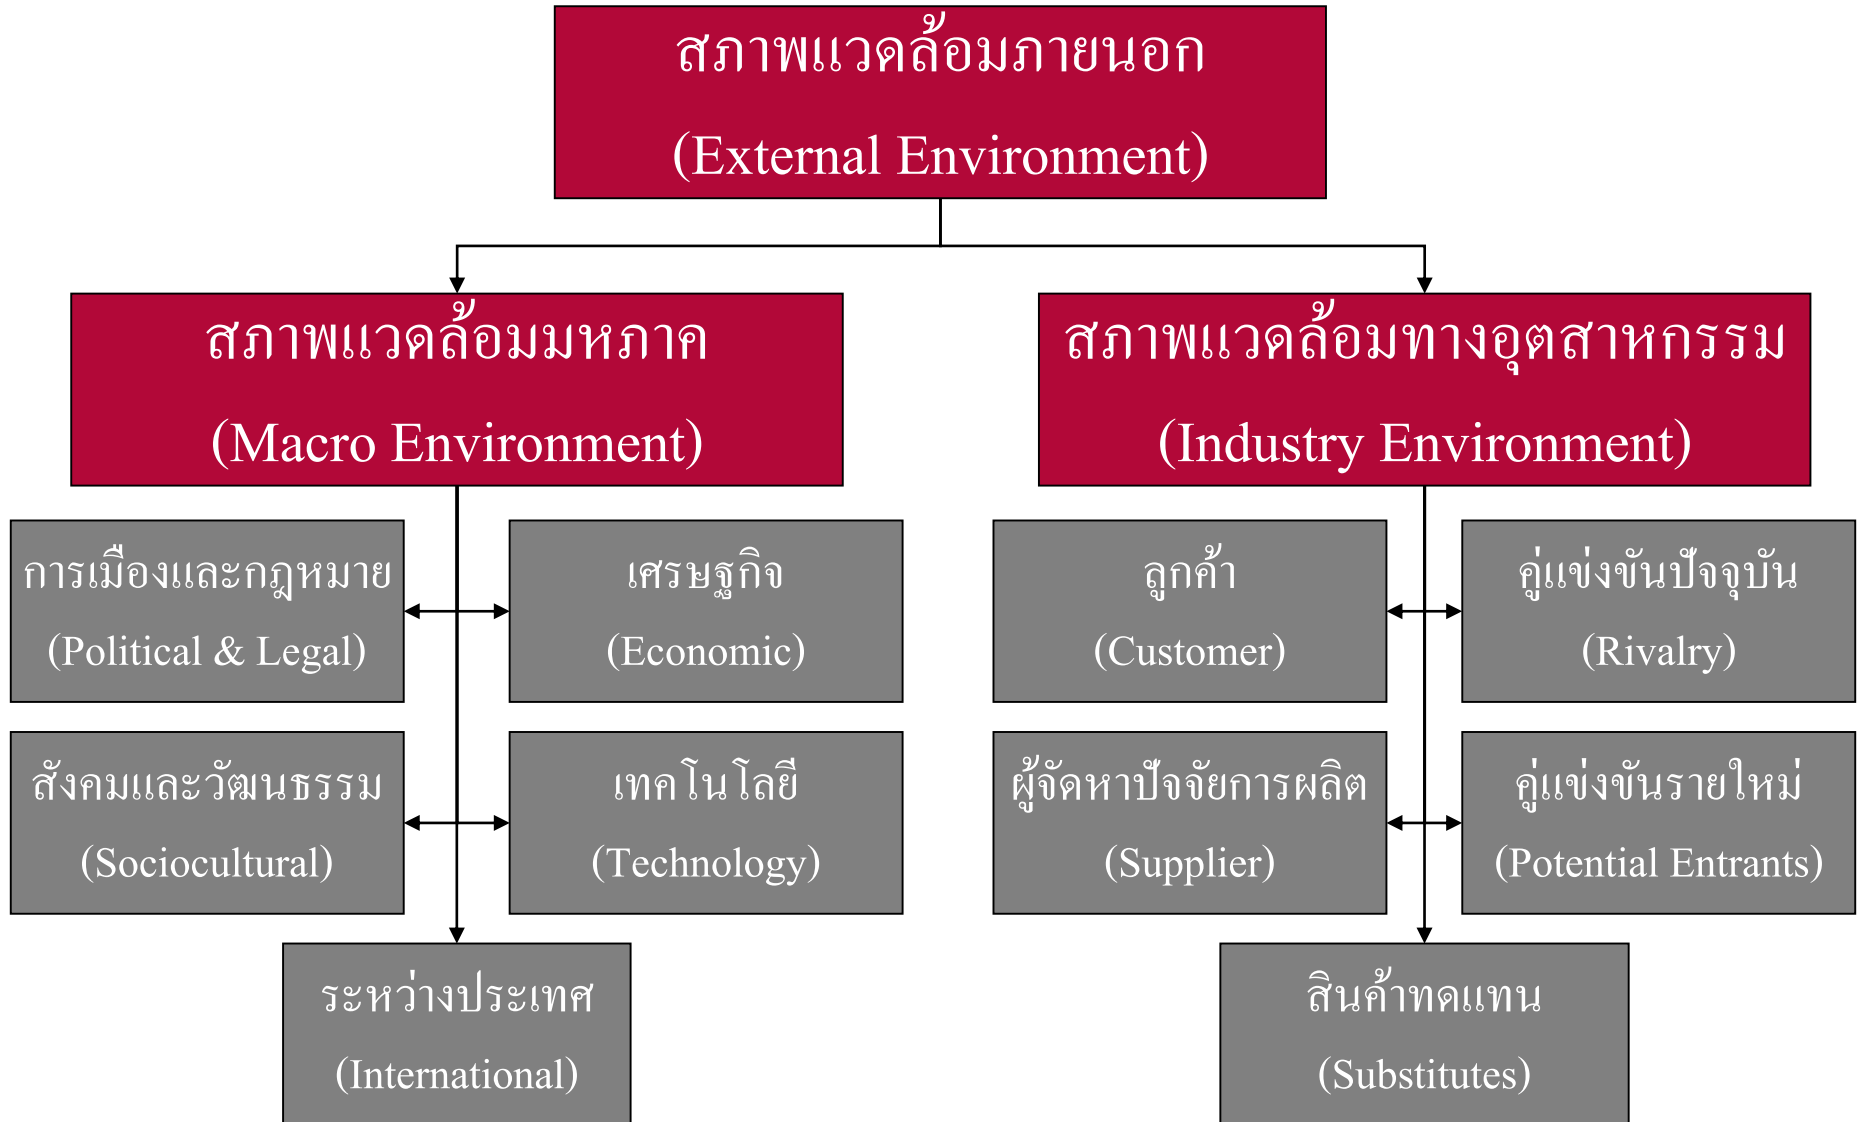 สภาพแวดล้อมภายนอก
(External Environment)
สภาพแวดล้อมมหภาค
(Macro Environment)
สภาพแวดล้อมทางอุตสาหกรรม
(Industry Environment)
การเมืองและกฎหมาย
(Political & Legal)
เศรษฐกิจ
(Economic)
ลูกค้า
(Customer)
คู่แข่งขันปัจจุบัน
(Rivalry)
สังคมและวัฒนธรรม
(Sociocultural)
เทคโนโลยี
(Technology)
ผู้จัดหาปัจจัยการผลิต
(Supplier)
คู่แข่งขันรายใหม่
(Potential Entrants)
ระหว่างประเทศ
(International)
สินค้าทดแทน
(Substitutes)